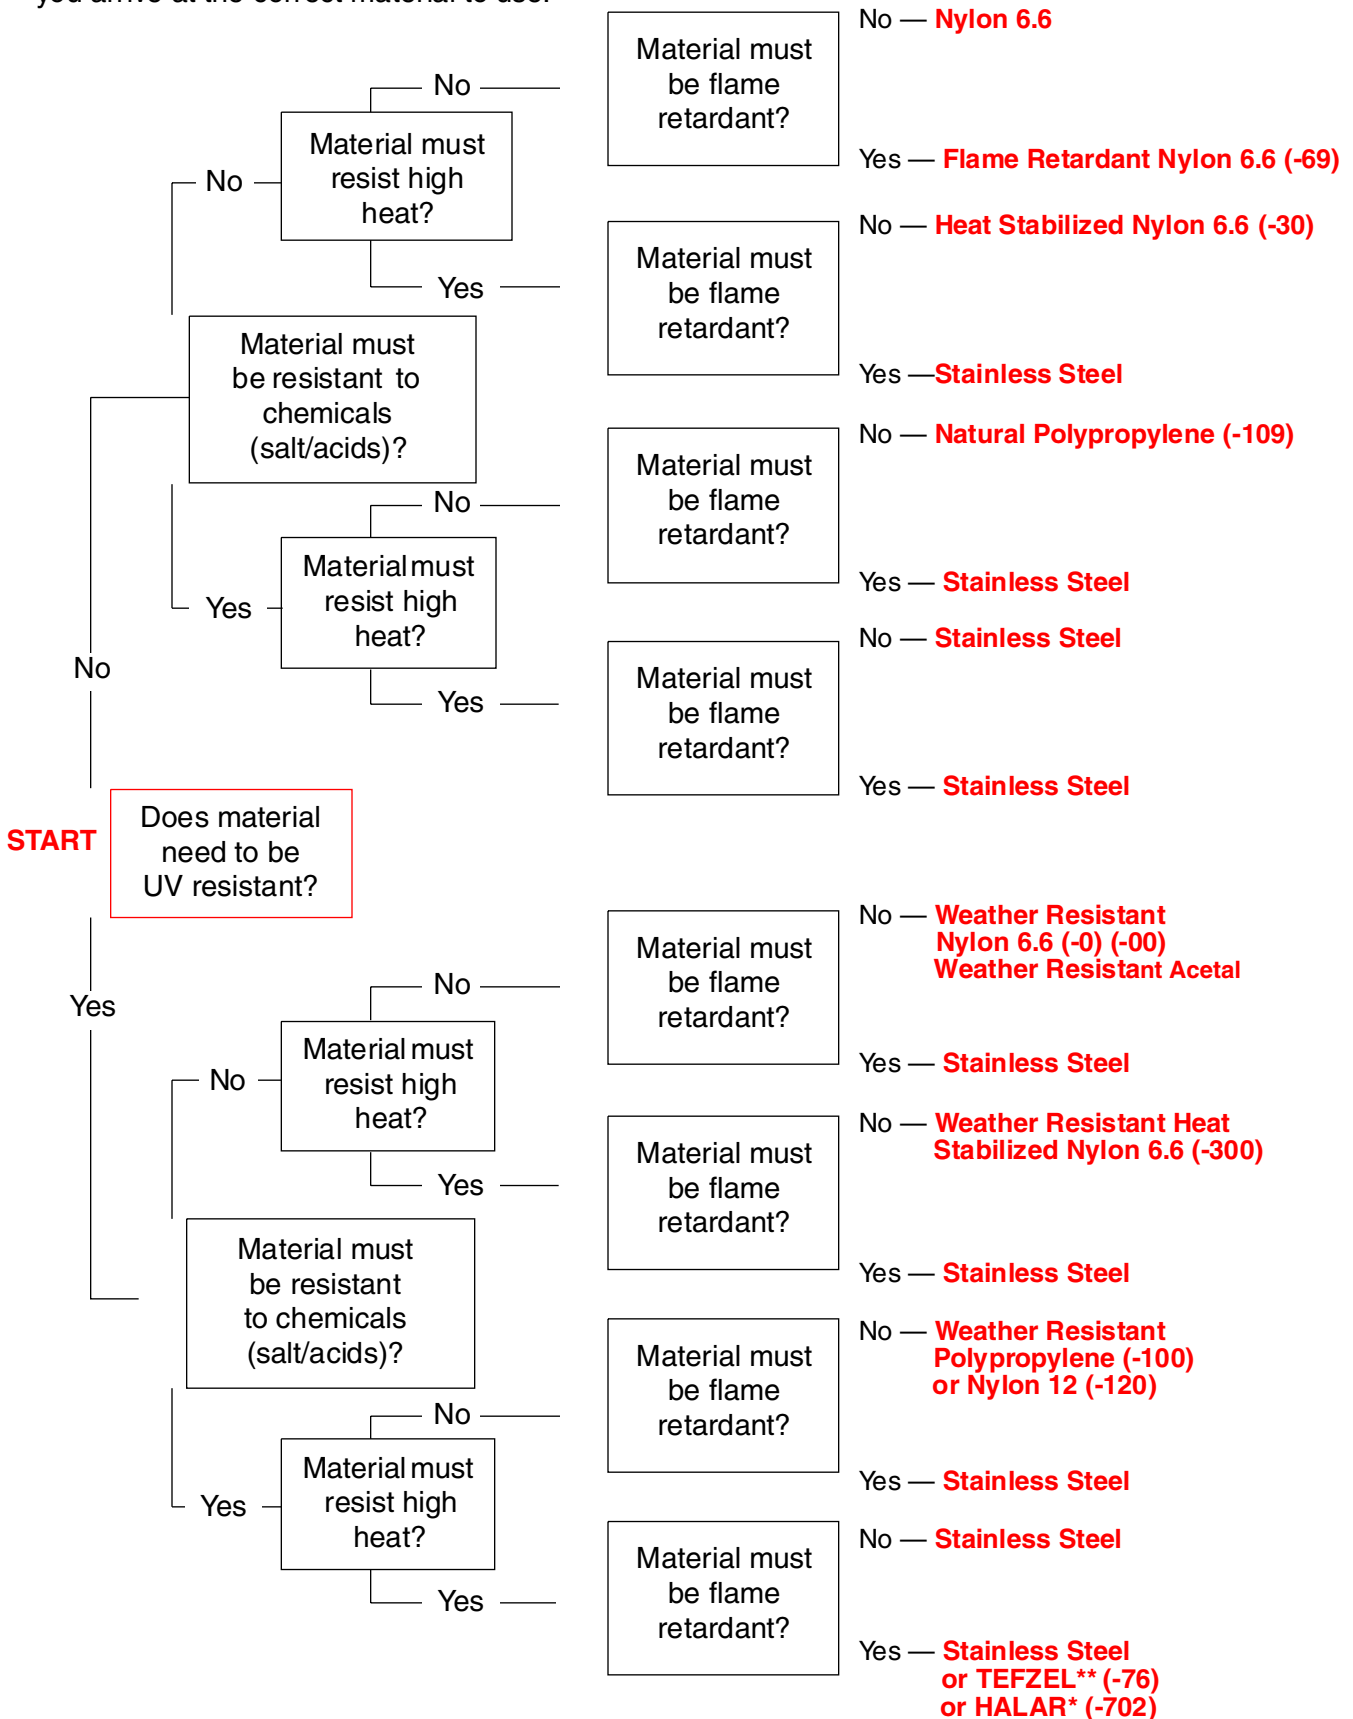 you arrive at the correct material to use.
No — Nylon 6.6
Material must
be flame
retardant?
Yes — Flame Retardant Nylon 6.6 (-69)
No
Material must
resist high
heat?
No
Yes
No — Heat Stabilized Nylon 6.6 (-30)
Material must
be flame
retardant?
Yes —Stainless Steel
Material must
be resistant to
chemicals
(salt/acids)?
No — Natural Polypropylene (-109)
Material must
be flame
retardant?
Yes — Stainless Steel
No
Material must
resist high
heat?
Yes
Yes
No — Stainless Steel
Material must
be flame
retardant?
Yes — Stainless Steel
No
START
Does material
need to be
UV resistant?
Yes
No — Weather Resistant
Nylon 6.6 (-0) (-00)
Weather Resistant Acetal
Material must
be flame
retardant?
Yes — Stainless Steel
No
Material must
resist high
heat?
No
Yes
No — Weather Resistant Heat
Stabilized Nylon 6.6 (-300)
Material must
be flame
retardant?
Yes — Stainless Steel
Material must
be resistant
to chemicals
(salt/acids)?
No — Weather Resistant
Polypropylene (-100)
or Nylon 12 (-120)
Material must
be flame
retardant?
Yes — Stainless Steel
No
Material must
resist high
heat?
Yes
Yes
No — Stainless Steel
Material must
be flame
retardant?
Yes — Stainless Steel
or TEFZEL** (-76)
or HALAR* (-702)